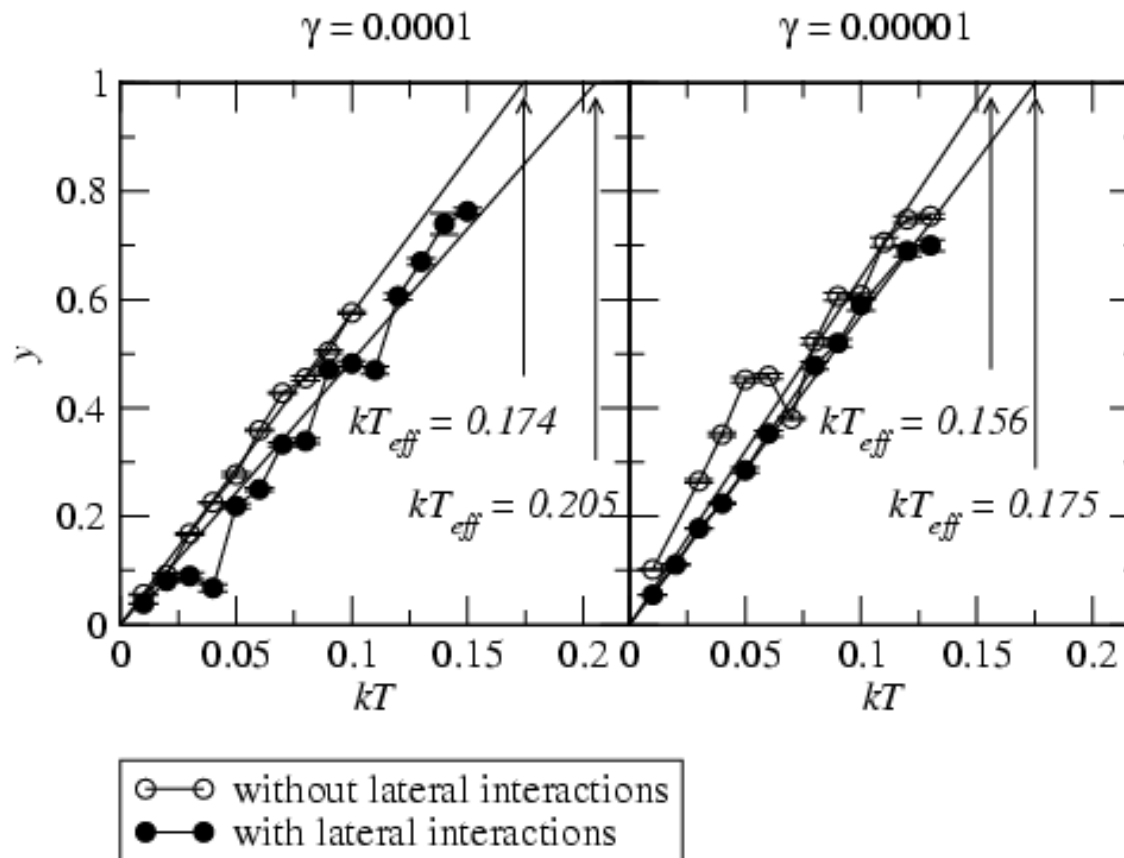 γ = 0.0001
γ = 0.00001
1
0.8
0.6
0.4
0.2
0
y
kT_eff = 0.174
kT_eff = 0.205
kT_eff = 0.156
kT_eff = 0.175
0 0.05 0.1 0.15 0.2
0 0.05 0.1 0.15 0.2
kT
kT
without lateral interactions
with lateral interactions